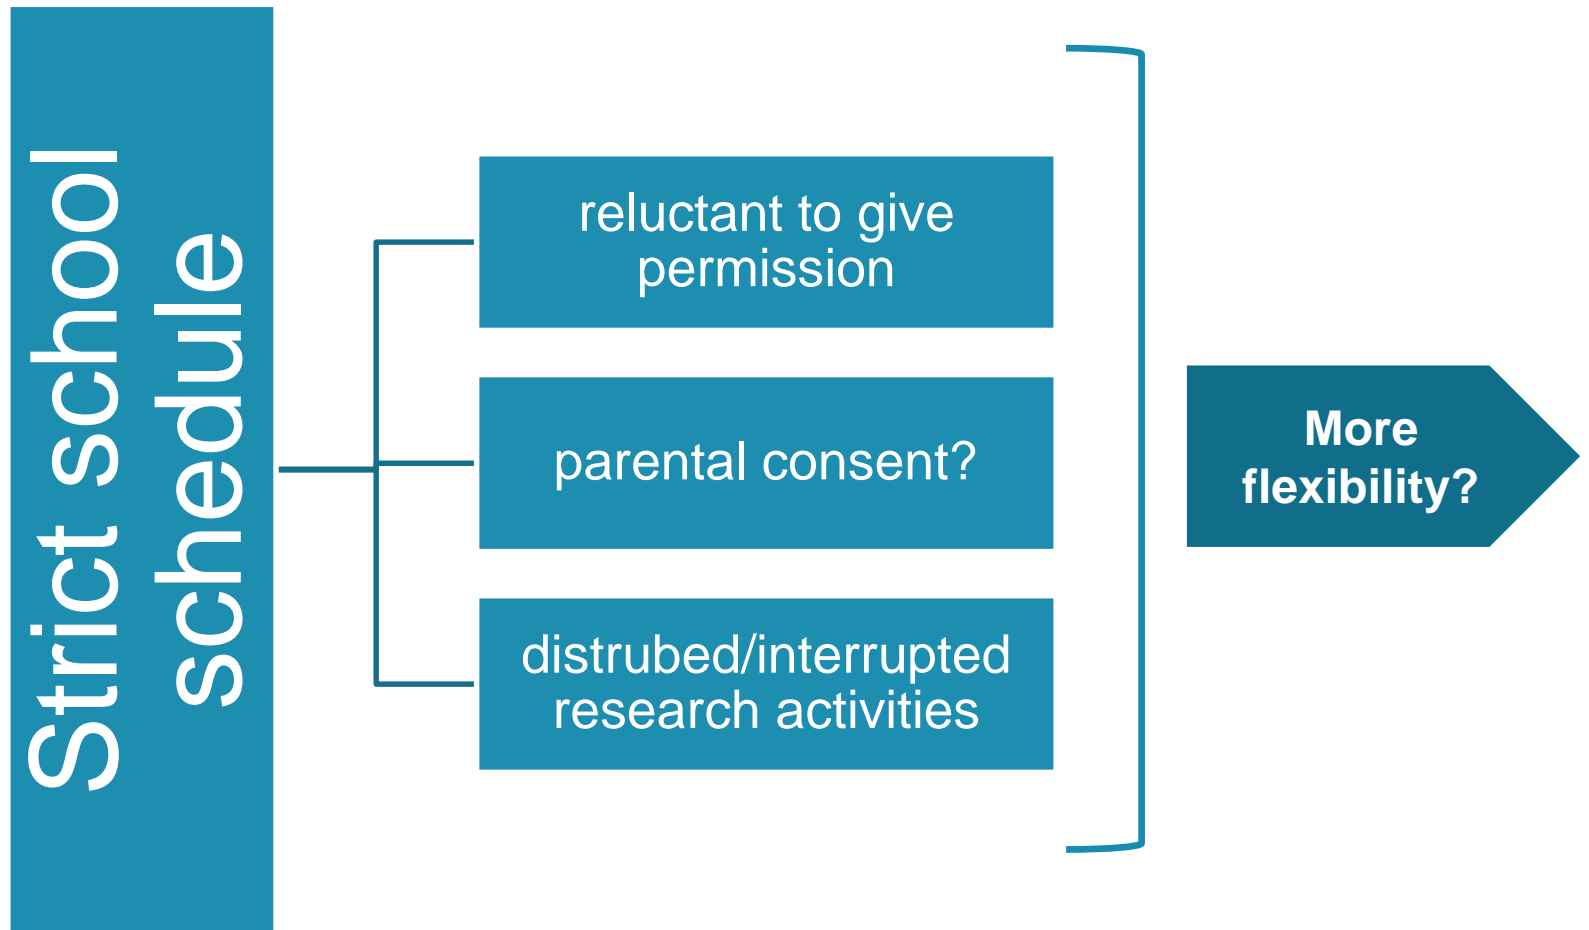 Strict school
schedule
reluctant to give
permission
parental consent?
distrubed/interrupted
research activities
More
flexibility?